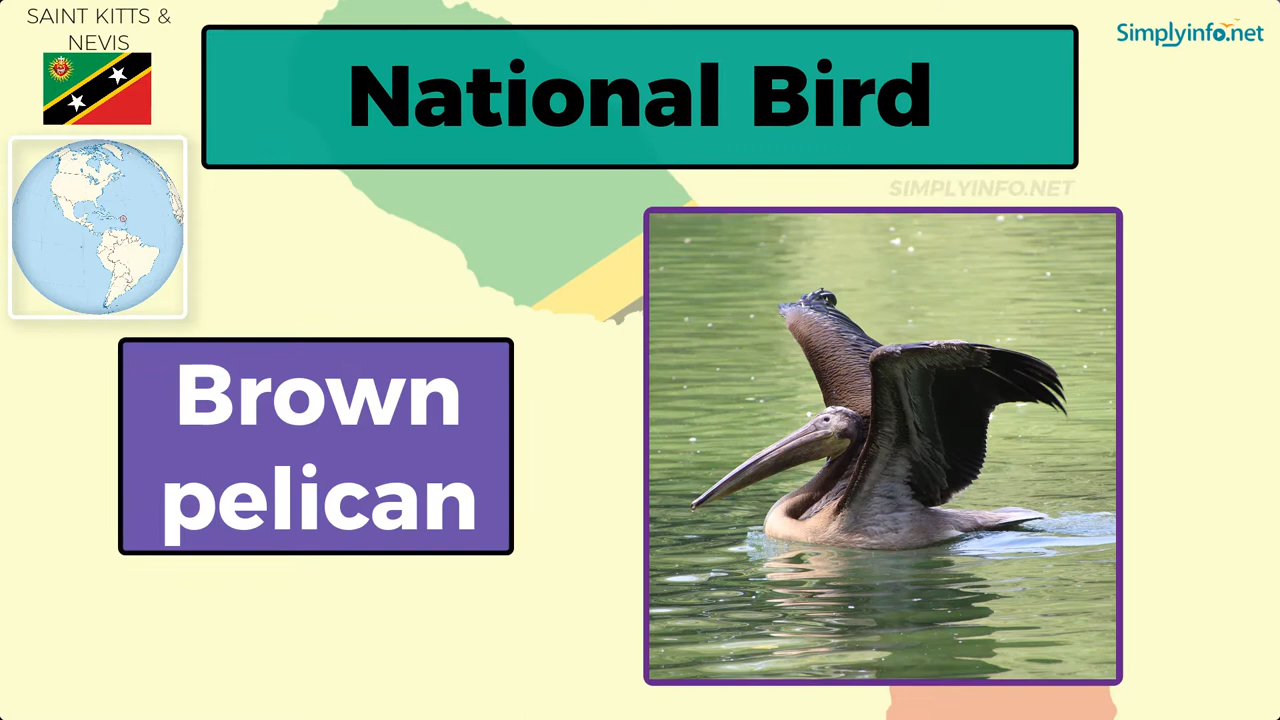 SAINT KITTS &
NEVIS
National Bird
Simplyinfo.net
SIMPLYINFO.NET
Brown
pelican